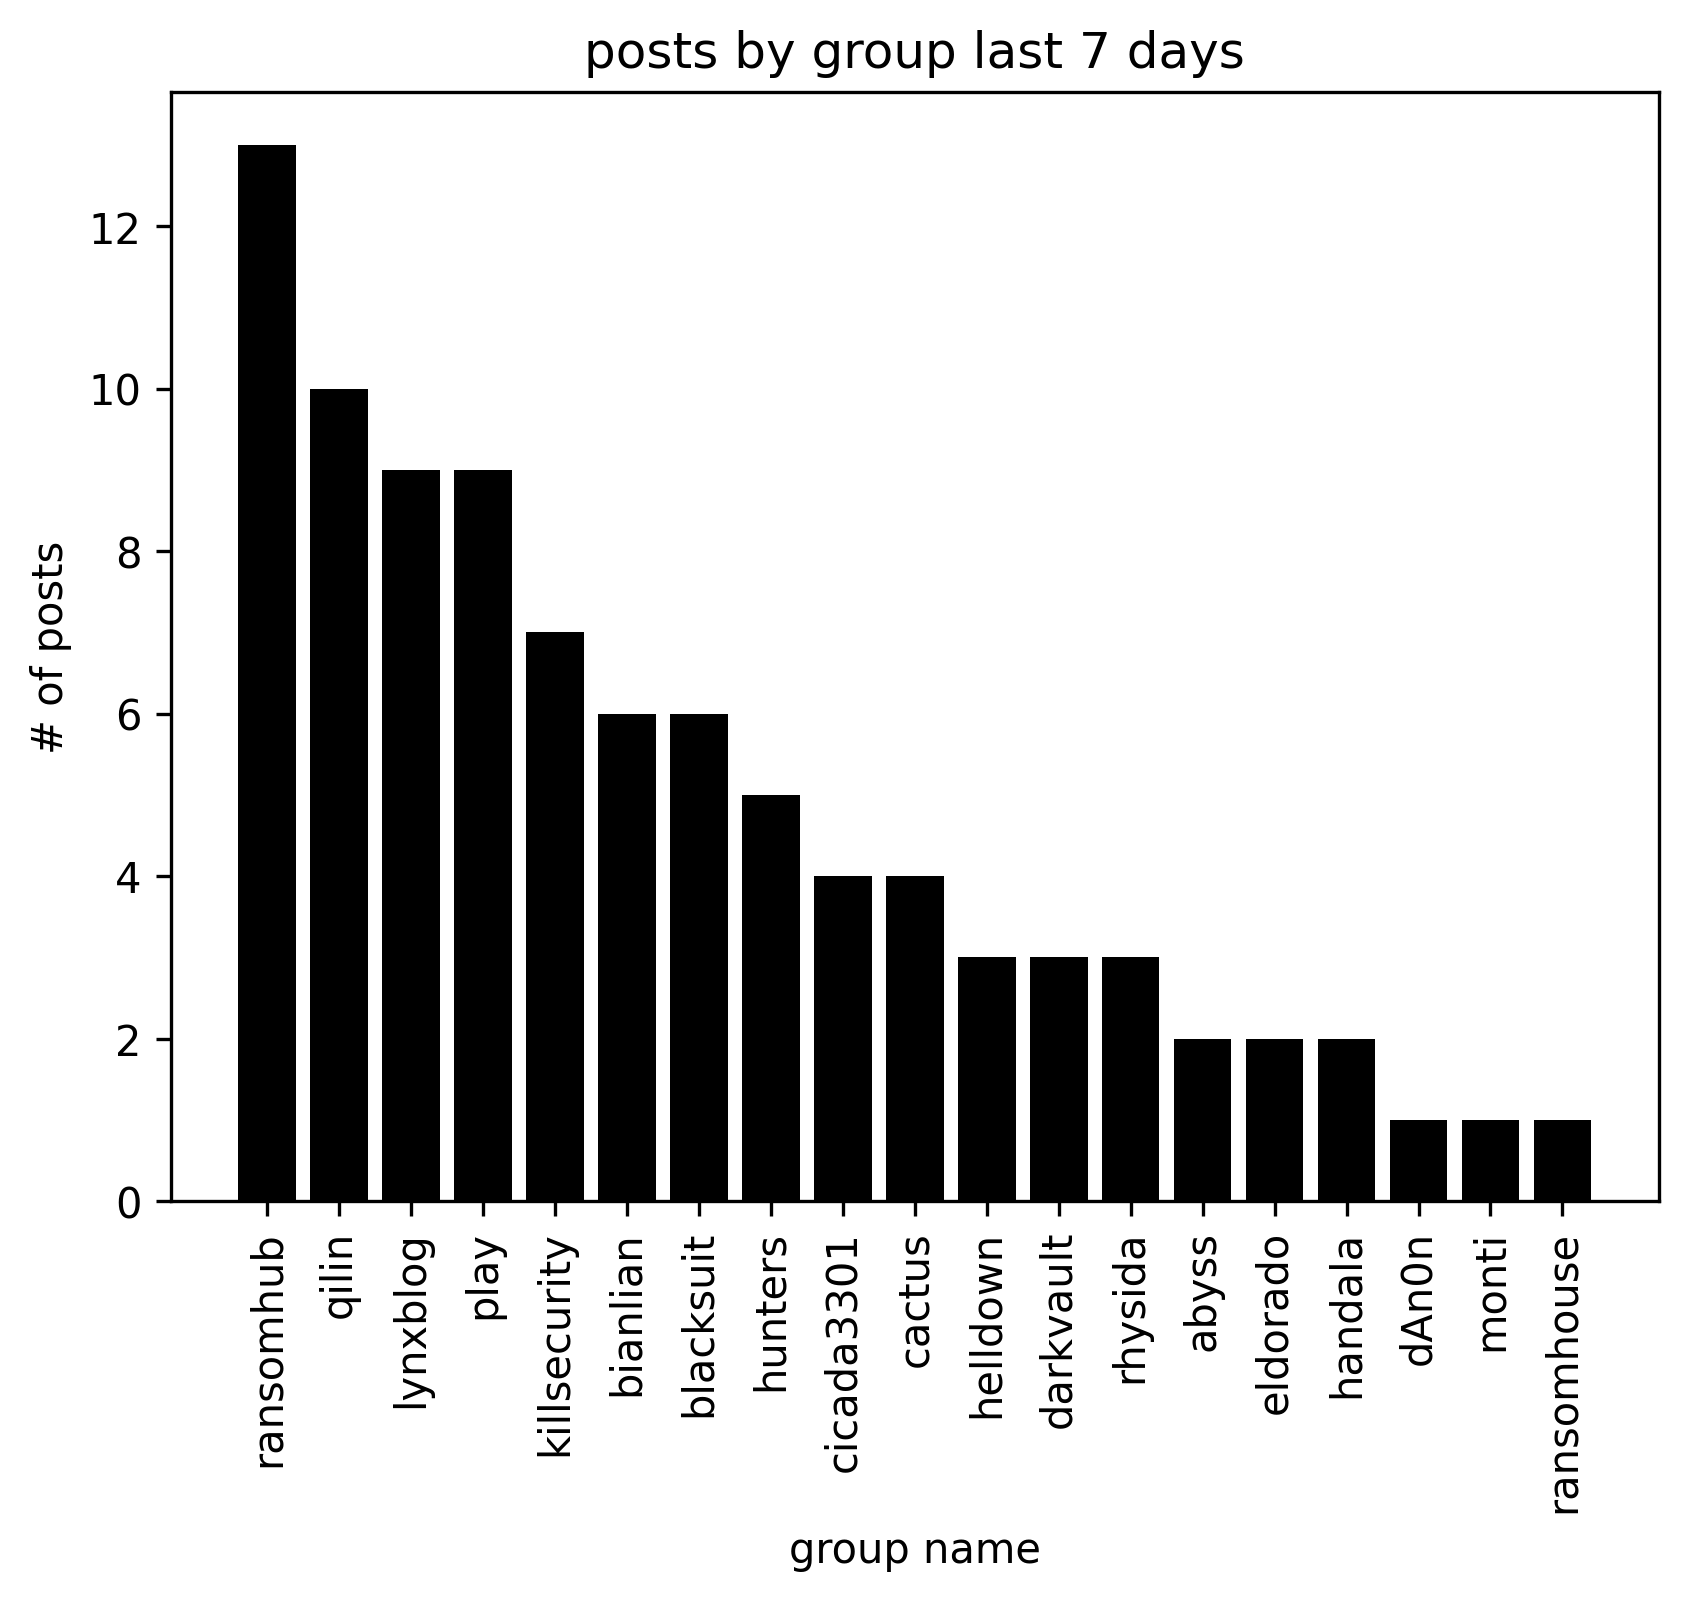 posts by group last 7 days
12
10
8
6
4
2
0
# of posts
ransomhub
qilin
lynxblog
play
killsecurity
bianlian
blacksuit
hunters
cicada3301
cactus
helldown
darkvault
rhysida
abyss
eldorado
handala
dAn0n
monti
ransomhouse
group name